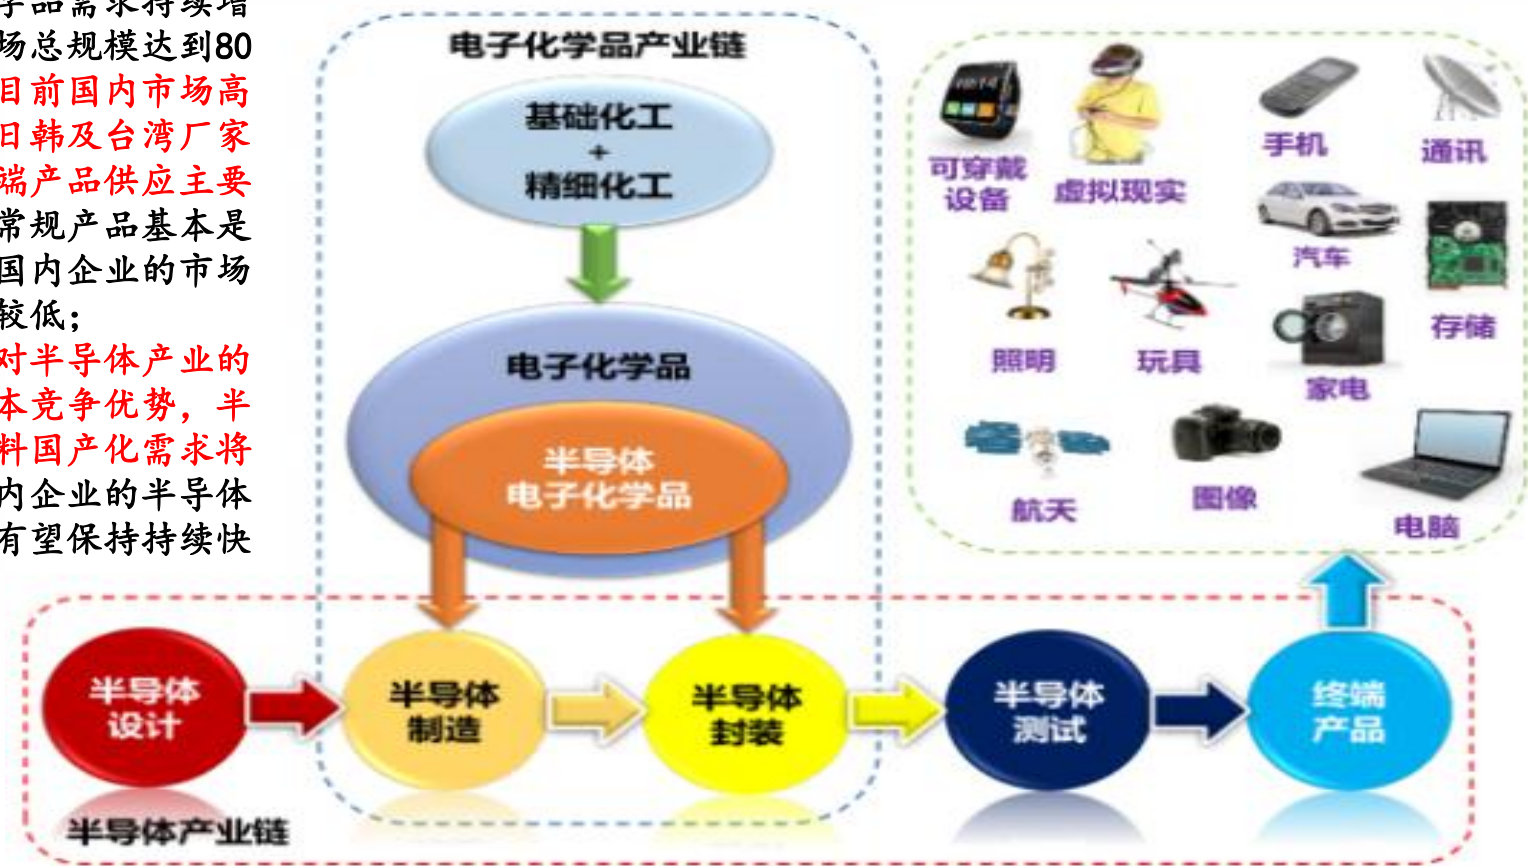 学品需求持续增
场总规模达到80
目前国内市场高
日韩及台湾厂家
端产品供应主要
常规产品基本是
国内企业的市场
较低；
对半导体产业的
本竞争优势，半
料国产化需求将
内企业的半导体
有望保持持续快
电子化学品产业链
基础化工
+
精细化工
电子化学品
半导体
电子化学品
可穿戴
设备
虚拟现实
手机
通讯
汽车
照明
玩具
存储
家电
航天
图像
电脑
半导体
设计
半导体
制造
半导体
封装
半导体
测试
终端
产品
半导体产业链